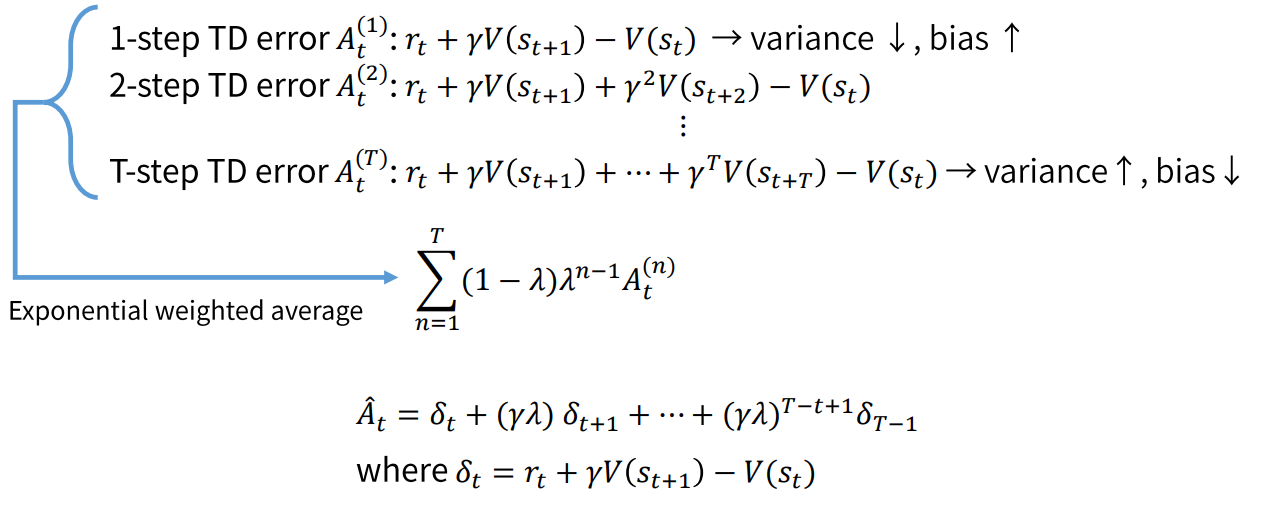 1-step TD error $A_t^{(1)}: r_t + \gamma V(s_{t+1}) - V(s_t)$ → variance ↓, bias ↑
2-step TD error $A_t^{(2)}: r_t + \gamma V(s_{t+1}) + \gamma^2 V(s_{t+2}) - V(s_t)$
⋮
T-step TD error $A_t^{(T)}: r_t + \gamma V(s_{t+1}) + \cdots + \gamma^T V(s_{t+T}) - V(s_t)$ → variance ↑, bias ↓
$\sum_{n=1}^{T} (1 - \lambda)\lambda^{n-1} A_t^{(n)}$
Exponential weighted average
$\hat{A}_t = \delta_t + (\gamma\lambda)\, \delta_{t+1} + \cdots + (\gamma\lambda)^{T-t+1} \delta_{T-1}$
where $\delta_t = r_t + \gamma V(s_{t+1}) - V(s_t)$